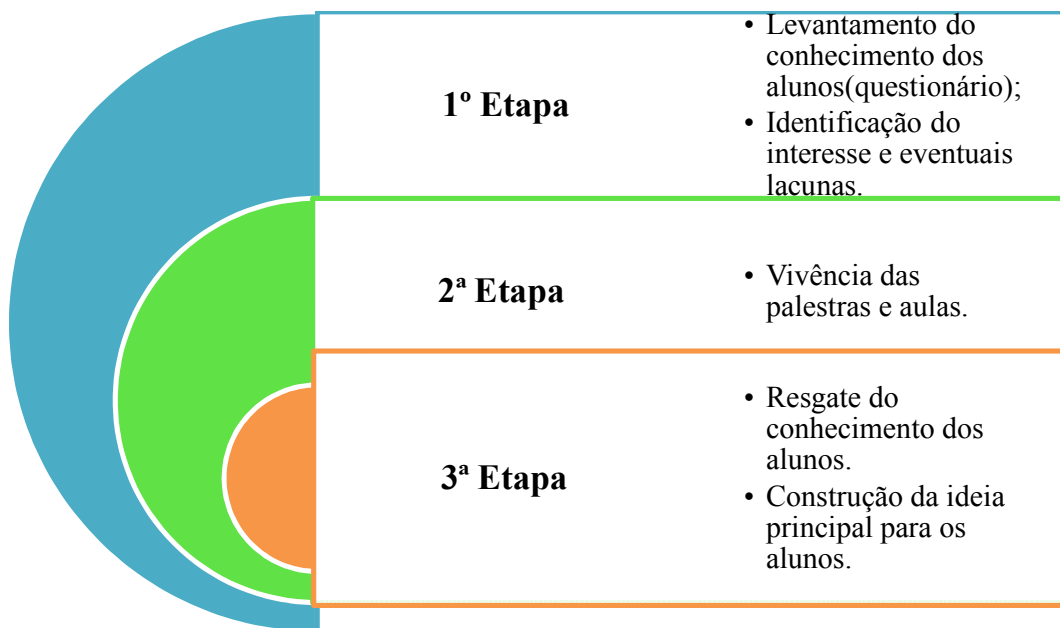 1º Etapa
• Levantamento do
conhecimento dos
alunos(questionário);
• Identificação do
interesse e eventuais
lacunas.
2ª Etapa
• Vivência das
palestras e aulas.
3ª Etapa
• Resgate do
conhecimento dos
alunos.
• Construção da ideia
principal para os
alunos.